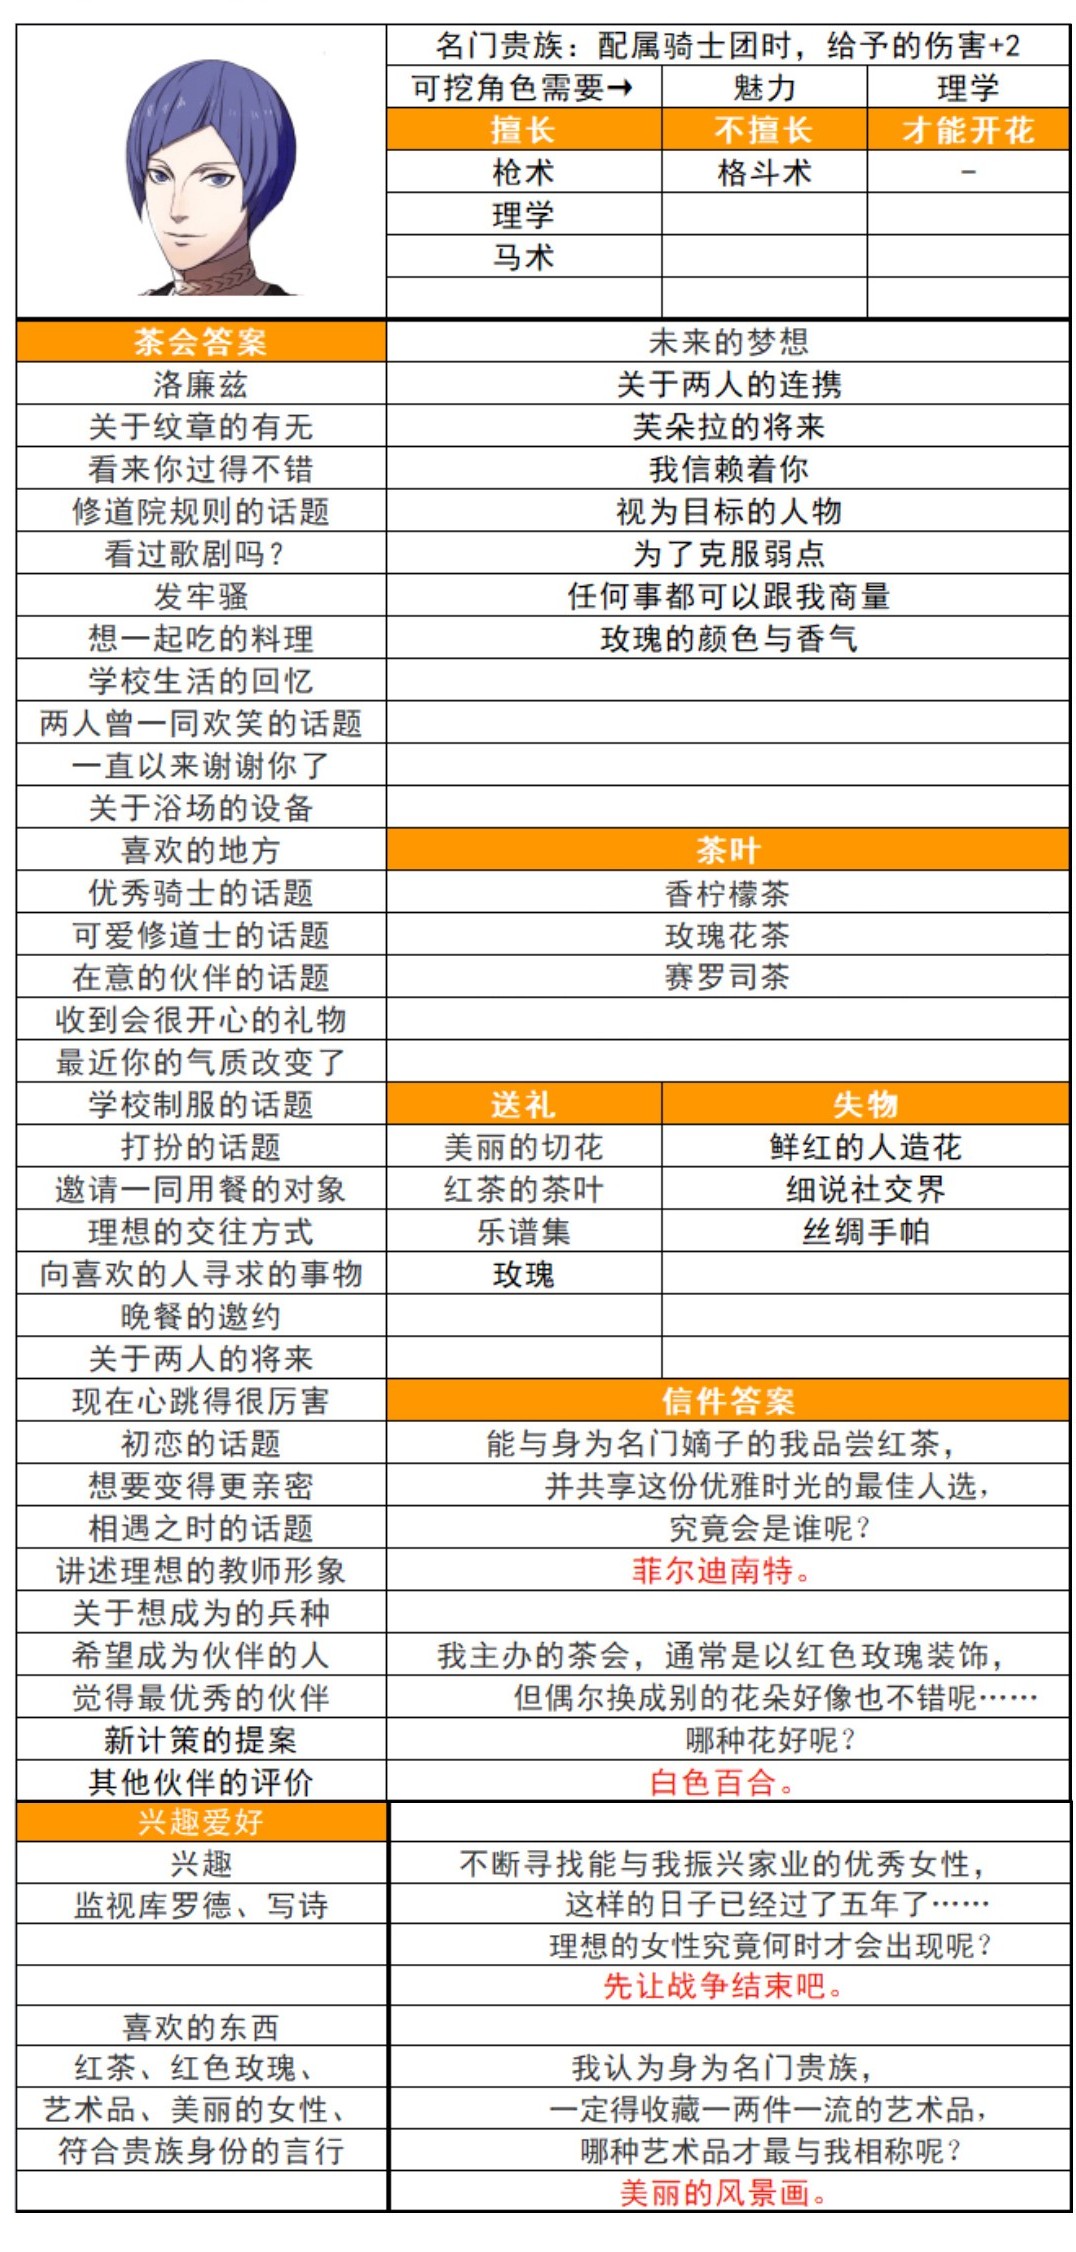 名门贵族：配属骑士团时，给予的伤害+2
可挖角色需要→ 魅力 理学
擅长 不擅长 才能开花
枪术 格斗术 -
理学
马术
茶会答案 未来的梦想
洛廉兹 关于两人的连携
关于纹章的有无 芙朵拉的将来
看来你过得不错 我信赖着你
修道院规则的话题 视为目标的人物
看过歌剧吗？ 为了克服弱点
发牢骚 任何事都可以跟我商量
想一起吃的料理 玫瑰的颜色与香气
学校生活的回忆
两人曾一同欢笑的话题
一直以来谢谢你了
关于浴场的设备
喜欢的地方 茶叶
优秀骑士的话题 香柠檬茶
可爱修道士的话题 玫瑰花茶
在意的伙伴的话题 赛罗司茶
收到会很开心的礼物
最近你的气质改变了
学校制服的话题 送礼 失物
打扮的话题 美丽的切花 鲜红的人造花
邀请一同用餐的对象 红茶的茶叶 细说社交界
理想的交往方式 乐谱集 丝绸手帕
向喜欢的人寻求的事物 玫瑰
晚餐的邀约
关于两人的将来
现在心跳得很厉害 信件答案
初恋的话题 能与身为名门嫡子的我品尝红茶，
想要变得更亲密 并共享这份优雅时光的最佳人选，
相遇之时的话题 究竟会是谁呢？
讲述理想的教师形象 菲尔迪南特。
关于想成为的兵种
希望成为伙伴的人 我主办的茶会，通常是以红色玫瑰装饰，
觉得最优秀的伙伴 但偶尔换成别的花朵好像也不错呢……
新计策的提案 哪种花好呢？
其他伙伴的评价 白色百合。
兴趣爱好
兴趣 不断寻找能与我振兴家业的优秀女性，
监视库罗德、写诗 这样的日子已经过了五年了……
理想的女性究竟何时才会出现呢？
先让战争结束吧。
喜欢的东西
红茶、红色玫瑰、 我认为身为名门贵族，
艺术品、美丽的女性、 一定得收藏一两件一流的艺术品，
符合贵族身份的言行 哪种艺术品才最与我相称呢？
美丽的风景画。